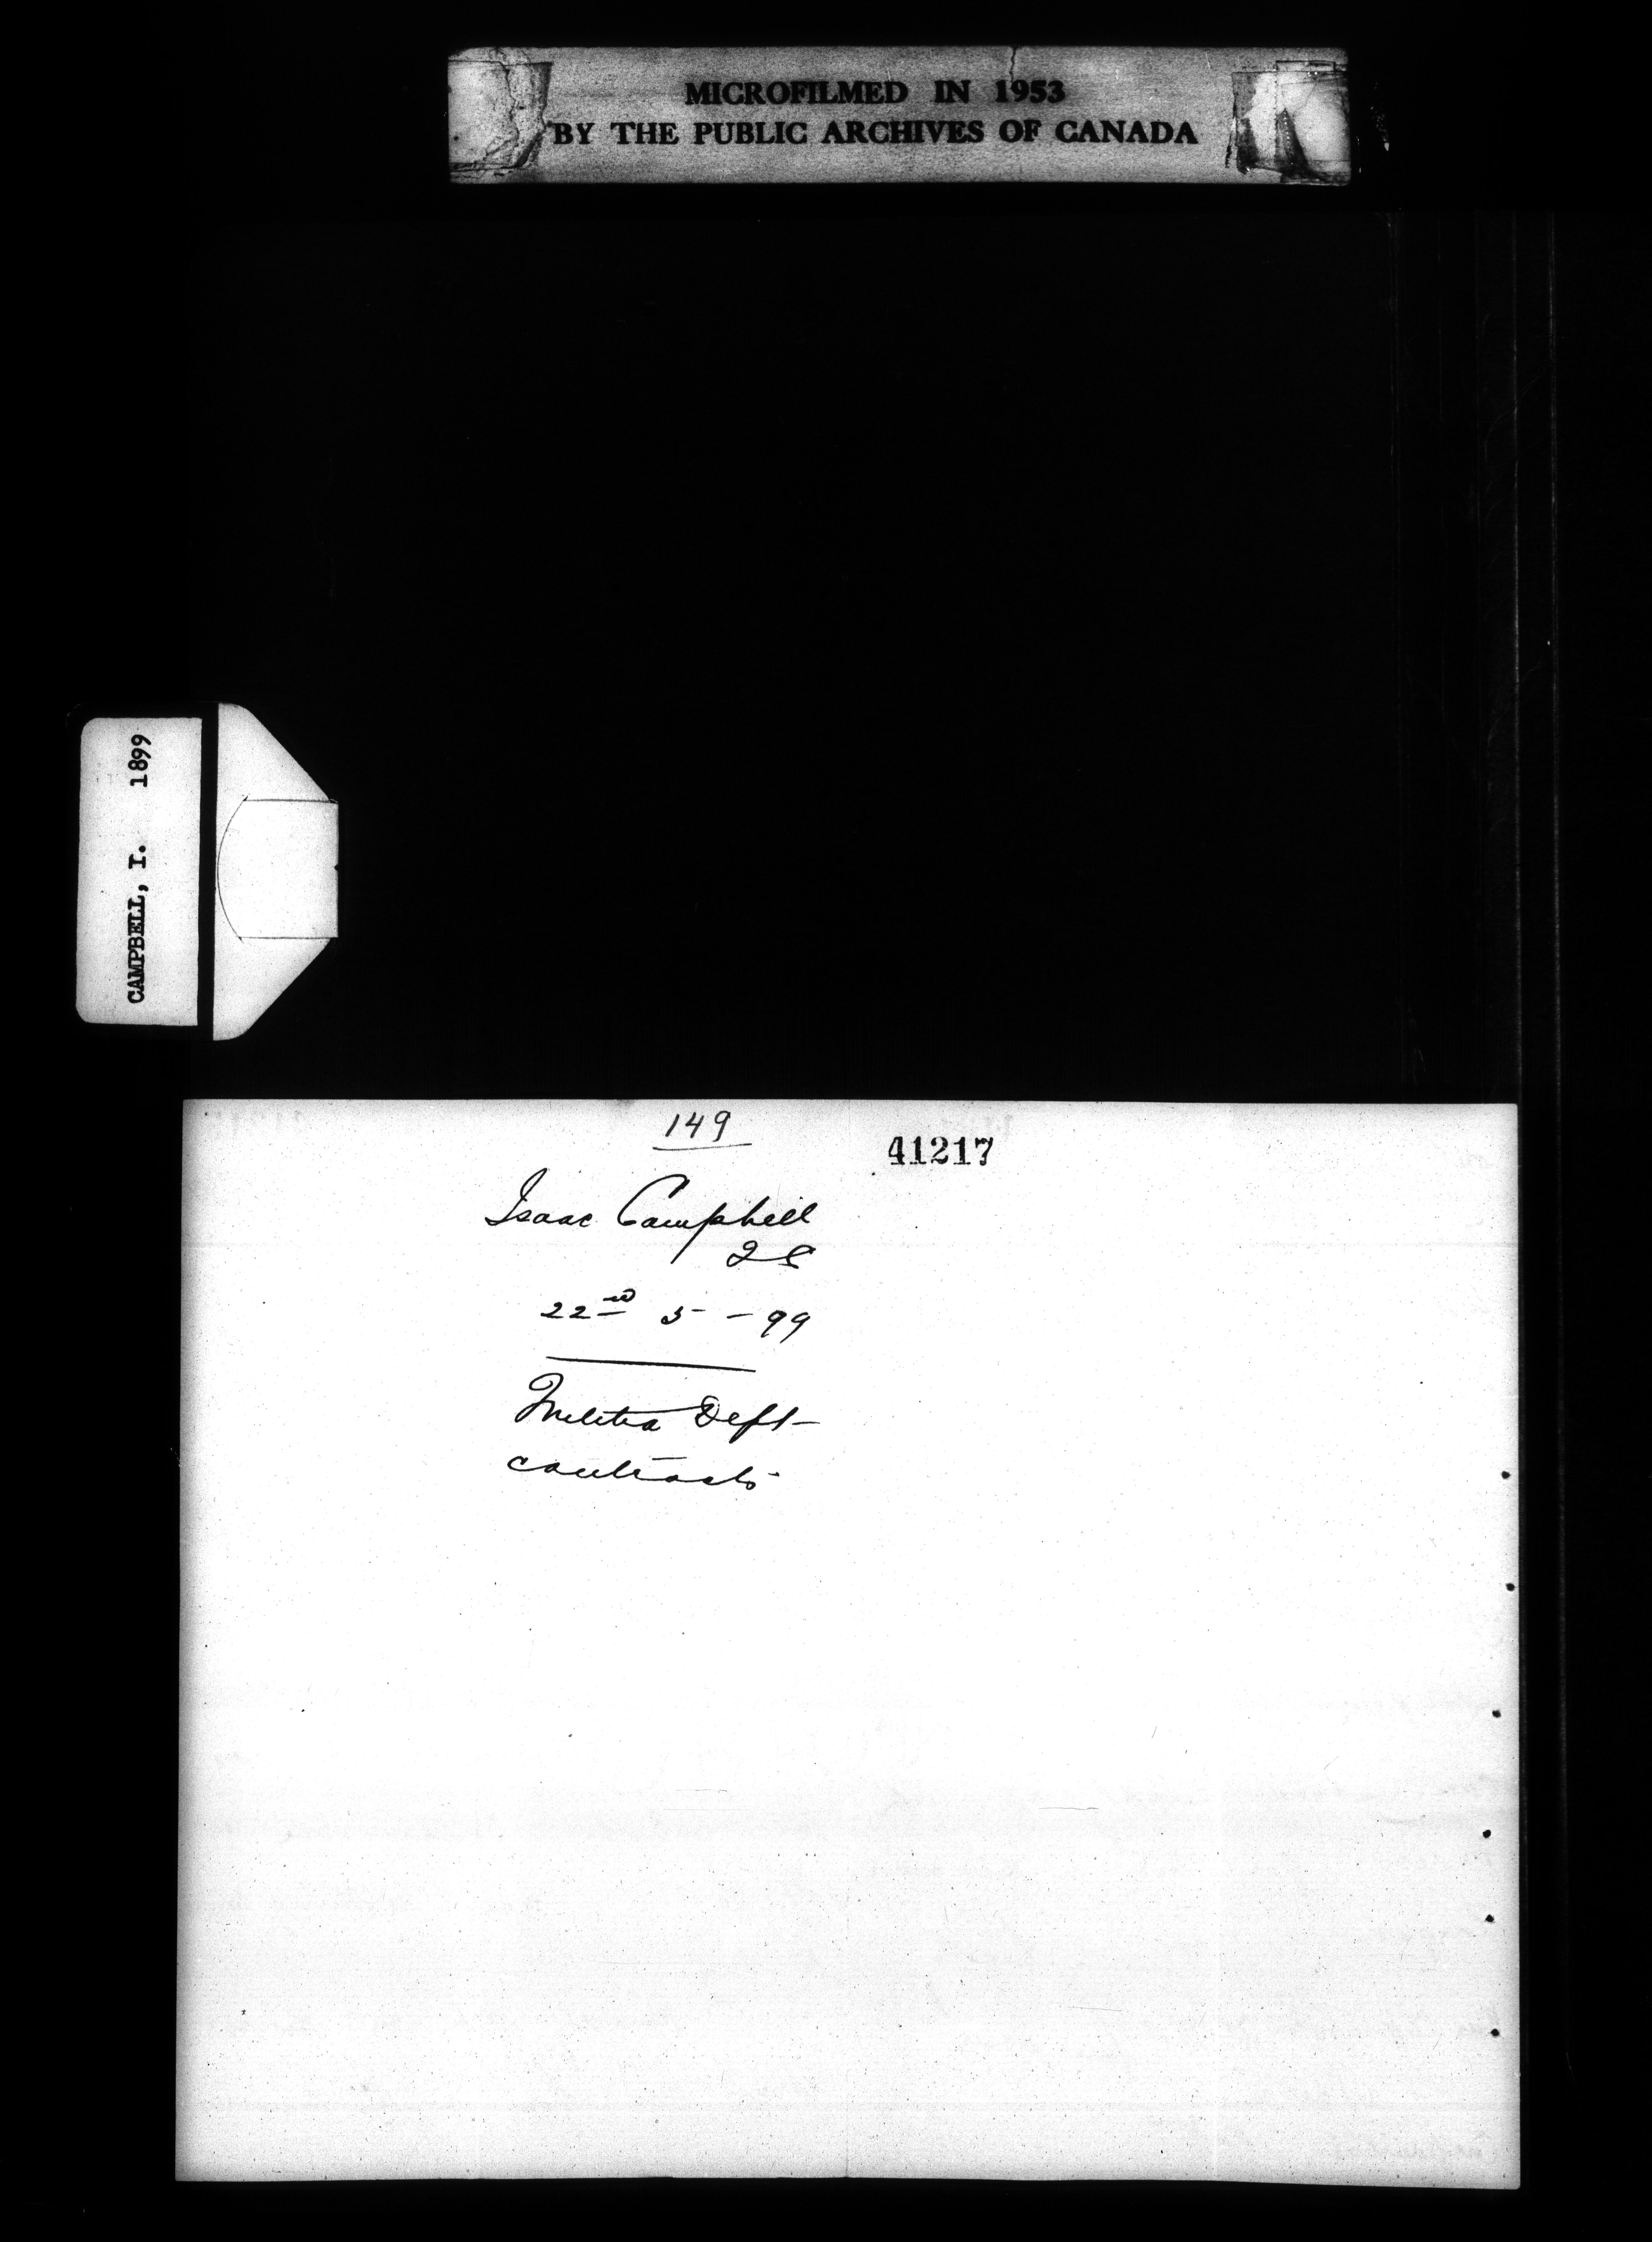 MICROFILMED IN 1953
BY THE PUBLIC ARCHIVES OF CANADA
CAMPBELL, I. 1899
149
41217
Isaac Campbell
22nd 5 - 99
Militia Dept
contracts